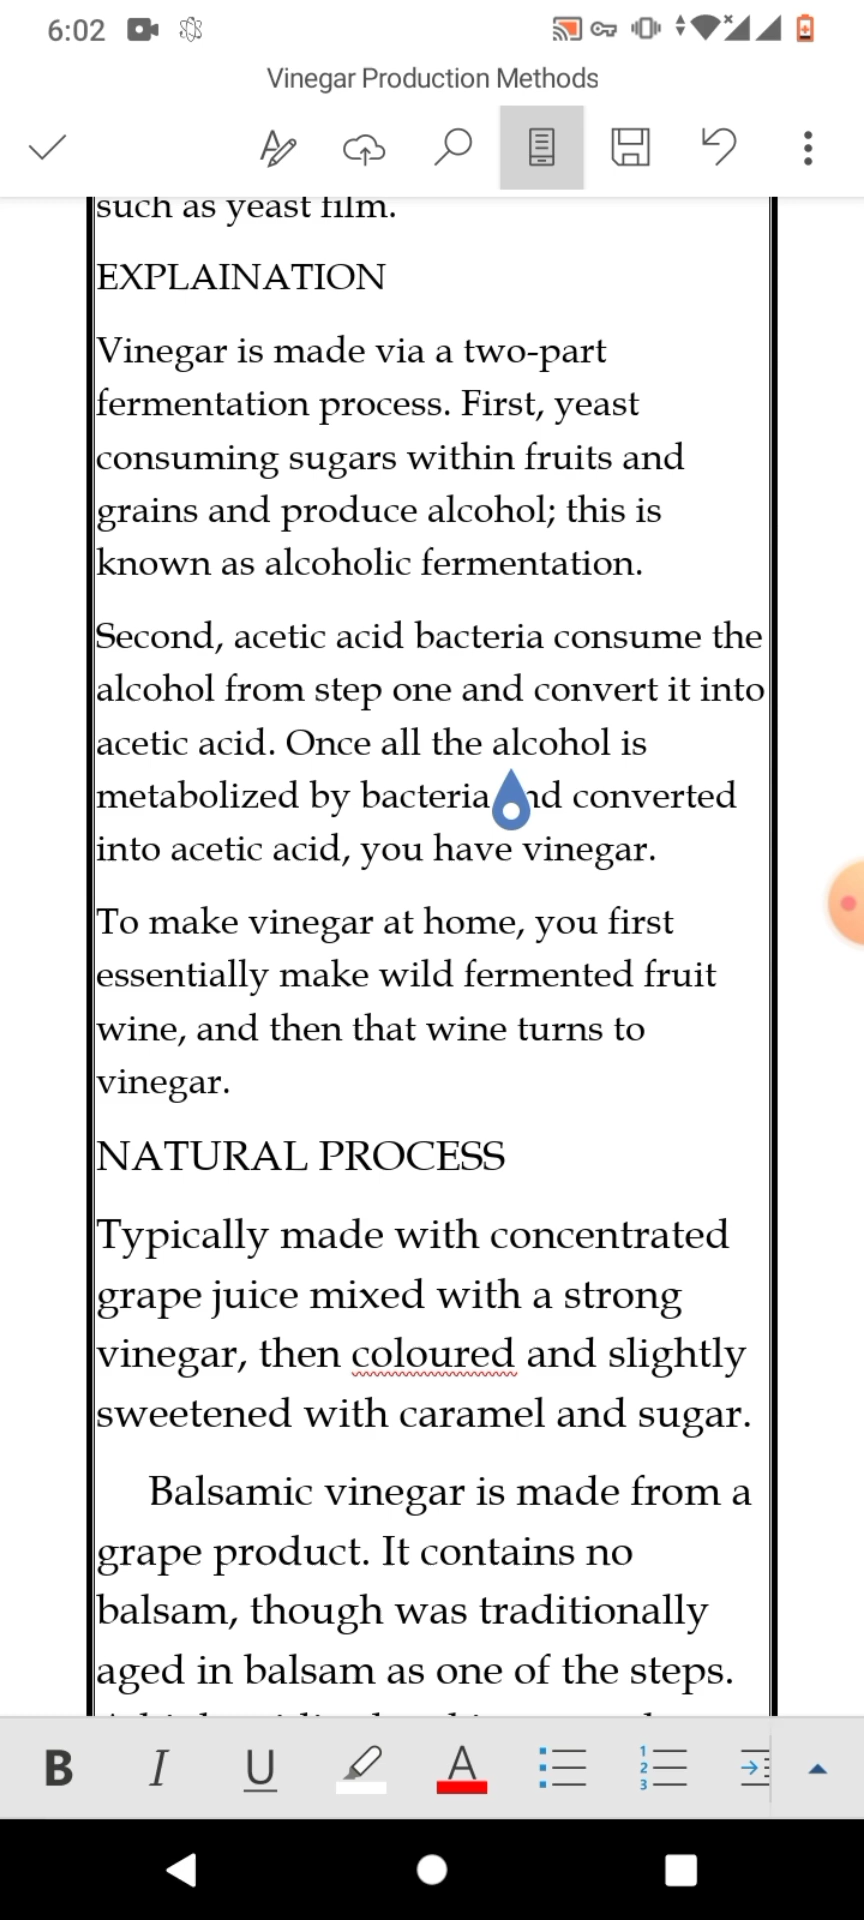 6:02
Vinegar Production Methods
such as yeast film.
EXPLAINATION
Vinegar is made via a two-part
fermentation process. First, yeast
consuming sugars within fruits and
grains and produce alcohol; this is
known as alcoholic fermentation.
Second, acetic acid bacteria consume the
alcohol from step one and convert it into
acetic acid. Once all the alcohol is
metabolized by bacteria and converted
into acetic acid, you have vinegar.
To make vinegar at home, you first
essentially make wild fermented fruit
wine, and then that wine turns to
vinegar.
NATURAL PROCESS
Typically made with concentrated
grape juice mixed with a strong
vinegar, then coloured and slightly
sweetened with caramel and sugar.
Balsamic vinegar is made from a
grape product. It contains no
balsam, though was traditionally
aged in balsam as one of the steps.
B I U A